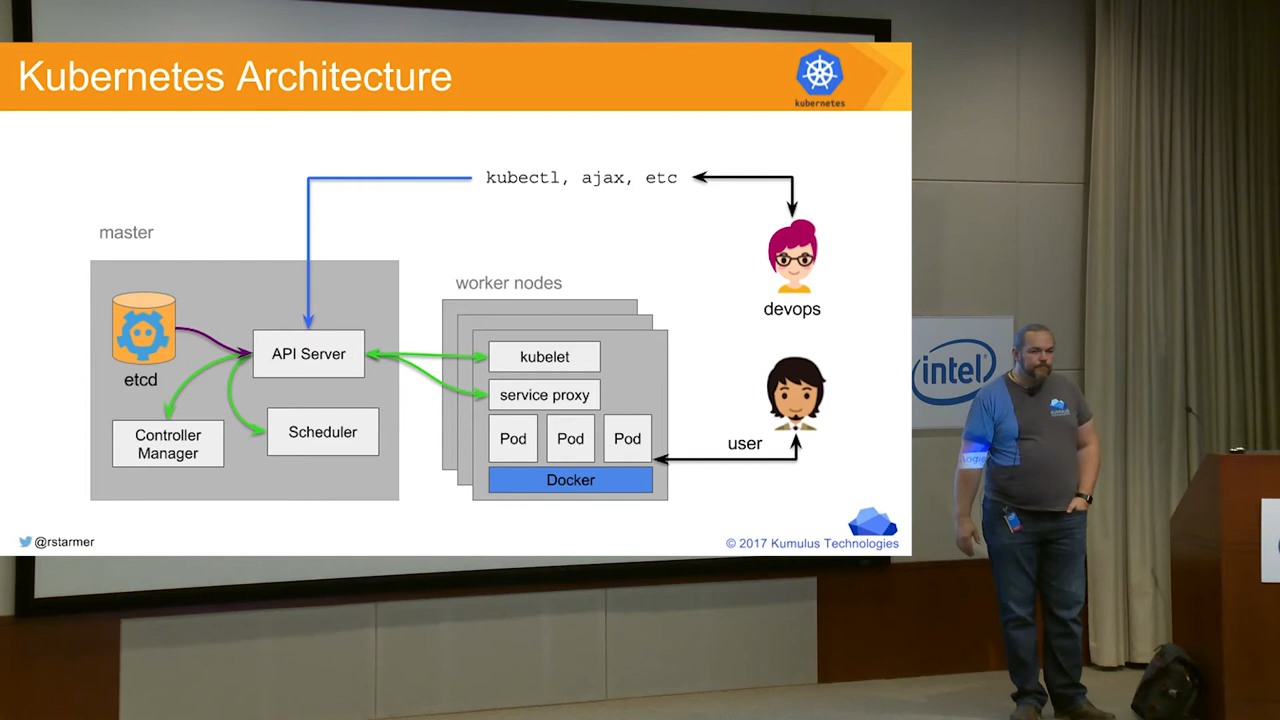 Kubernetes Architecture
kubernetes
kubectl, ajax, etc
master
worker nodes
devops
etcd
API Server
kubelet
service proxy
Controller
Manager
Scheduler
Pod
Pod
Pod
user
Docker
@rstarmer
© 2017 Kumulus Technologies
intel
KUMULUS